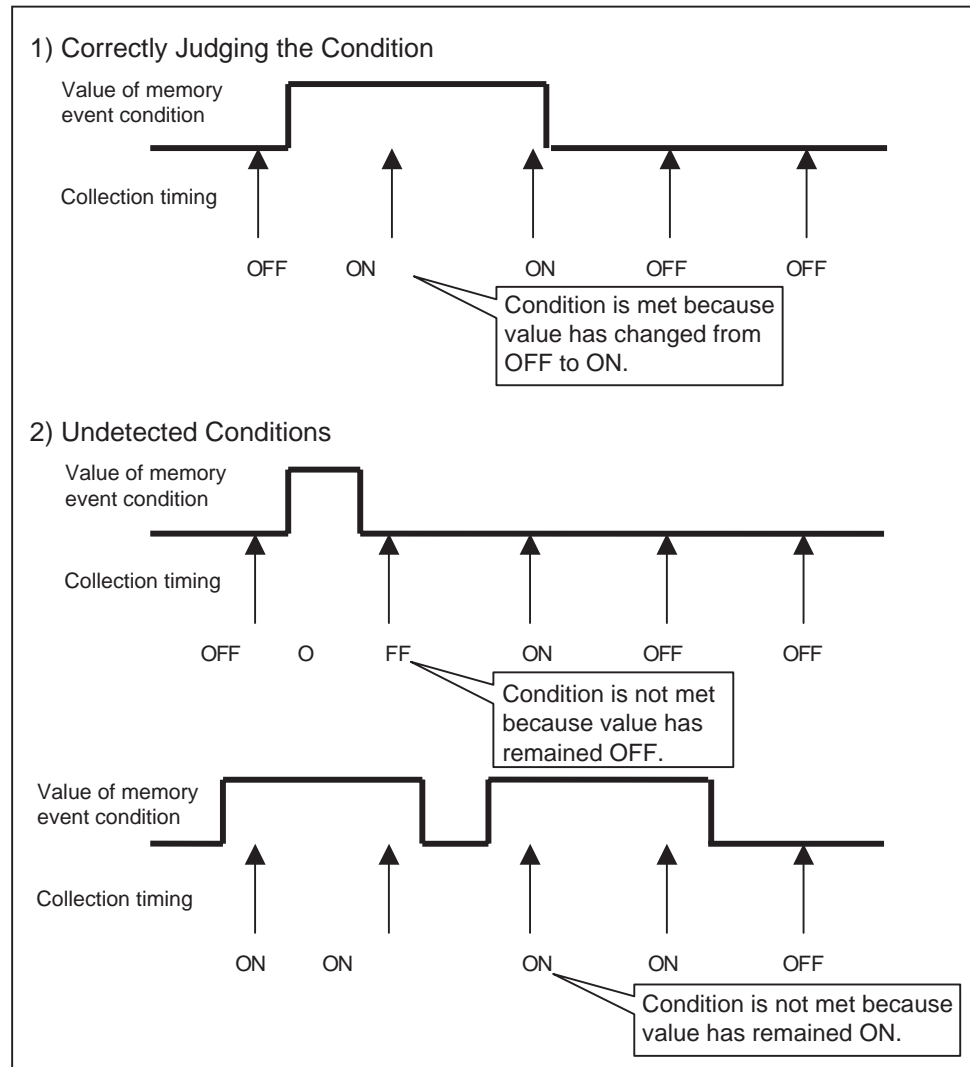 1) Correctly Judging the Condition
Value of memory
event condition
Collection timing
OFF ON ON OFF OFF
Condition is met because
value has changed from
OFF to ON.
2) Undetected Conditions
Value of memory
event condition
Collection timing
OFF O FF ON OFF OFF
Condition is not met
because value has
remained OFF.
Value of memory
event condition
Collection timing
ON ON ON ON OFF
Condition is not met because
value has remained ON.